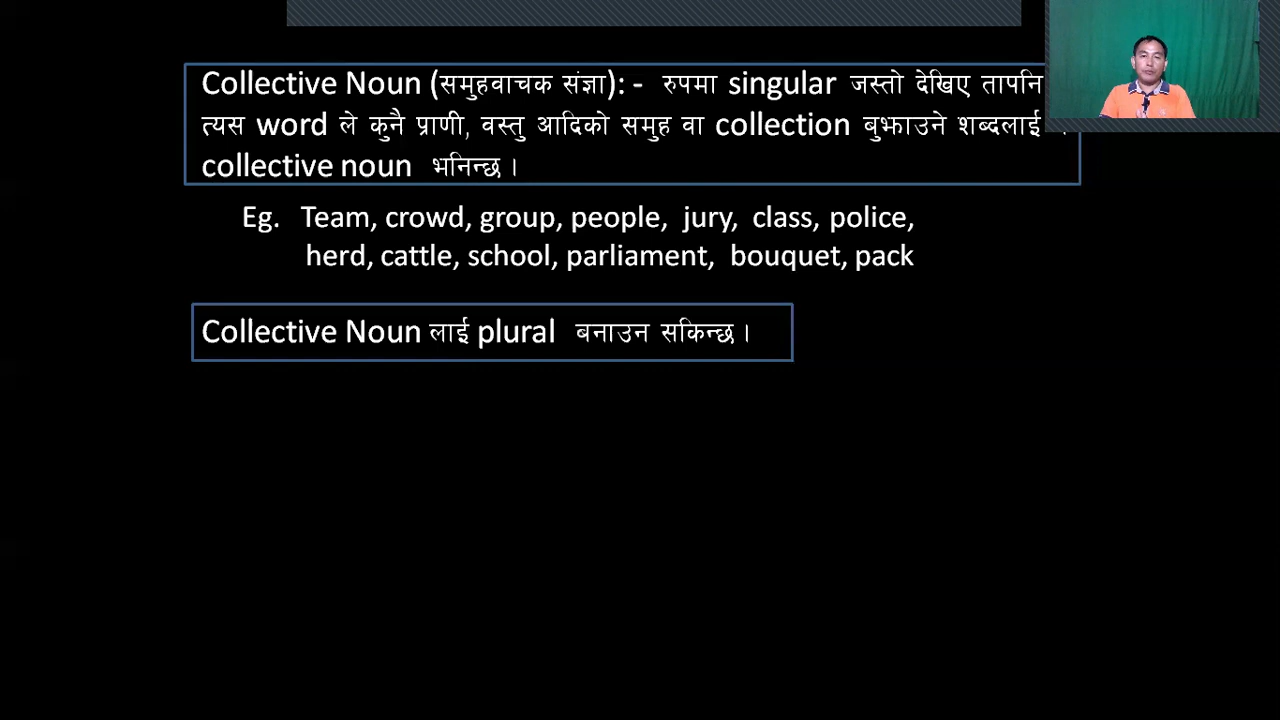 Collective Noun (समुहवाचक संज्ञा): - रुपमा singular जस्तो देखिए तापनि
त्यस word ले कुनै प्राणी, वस्तु आदिको समुह वा collection बुझाउने शब्दलाई
collective noun भनिन्छ ।
Eg. Team, crowd, group, people, jury, class, police,
herd, cattle, school, parliament, bouquet, pack
Collective Noun लाई plural बनाउन सकिन्छ ।